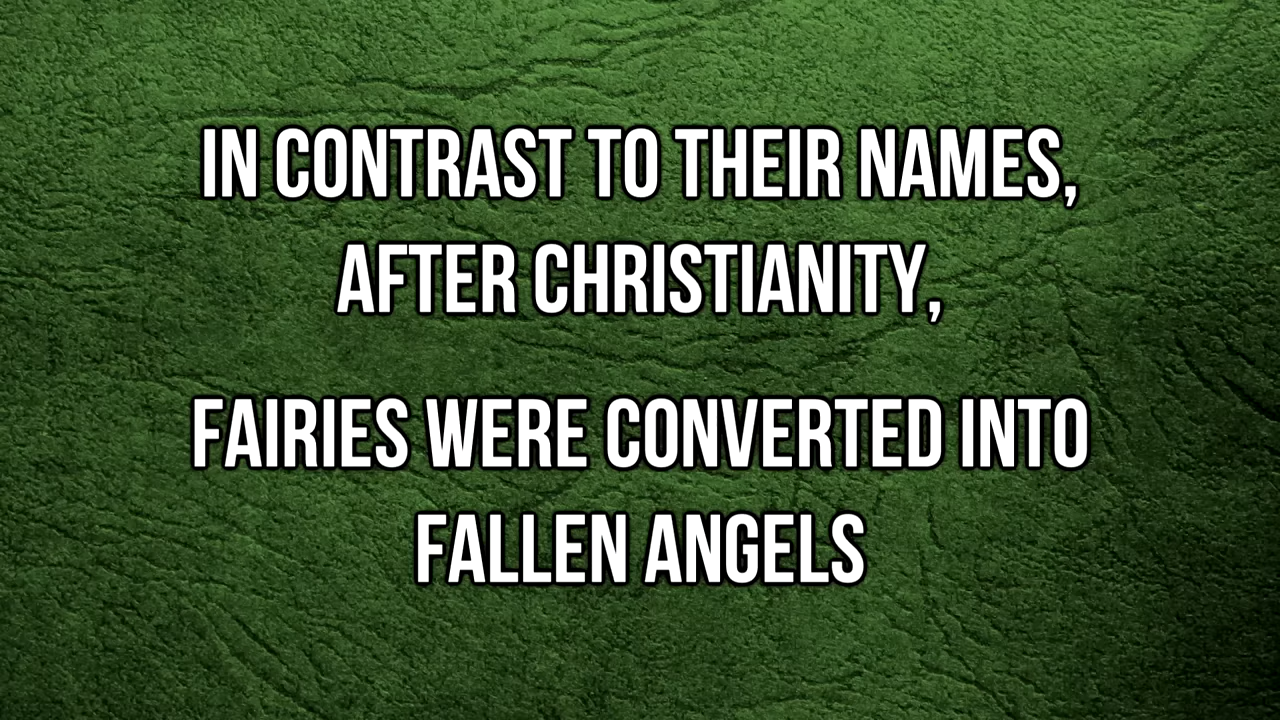 IN CONTRAST TO THEIR NAMES,
AFTER CHRISTIANITY,
FAIRIES WERE CONVERTED INTO
FALLEN ANGELS